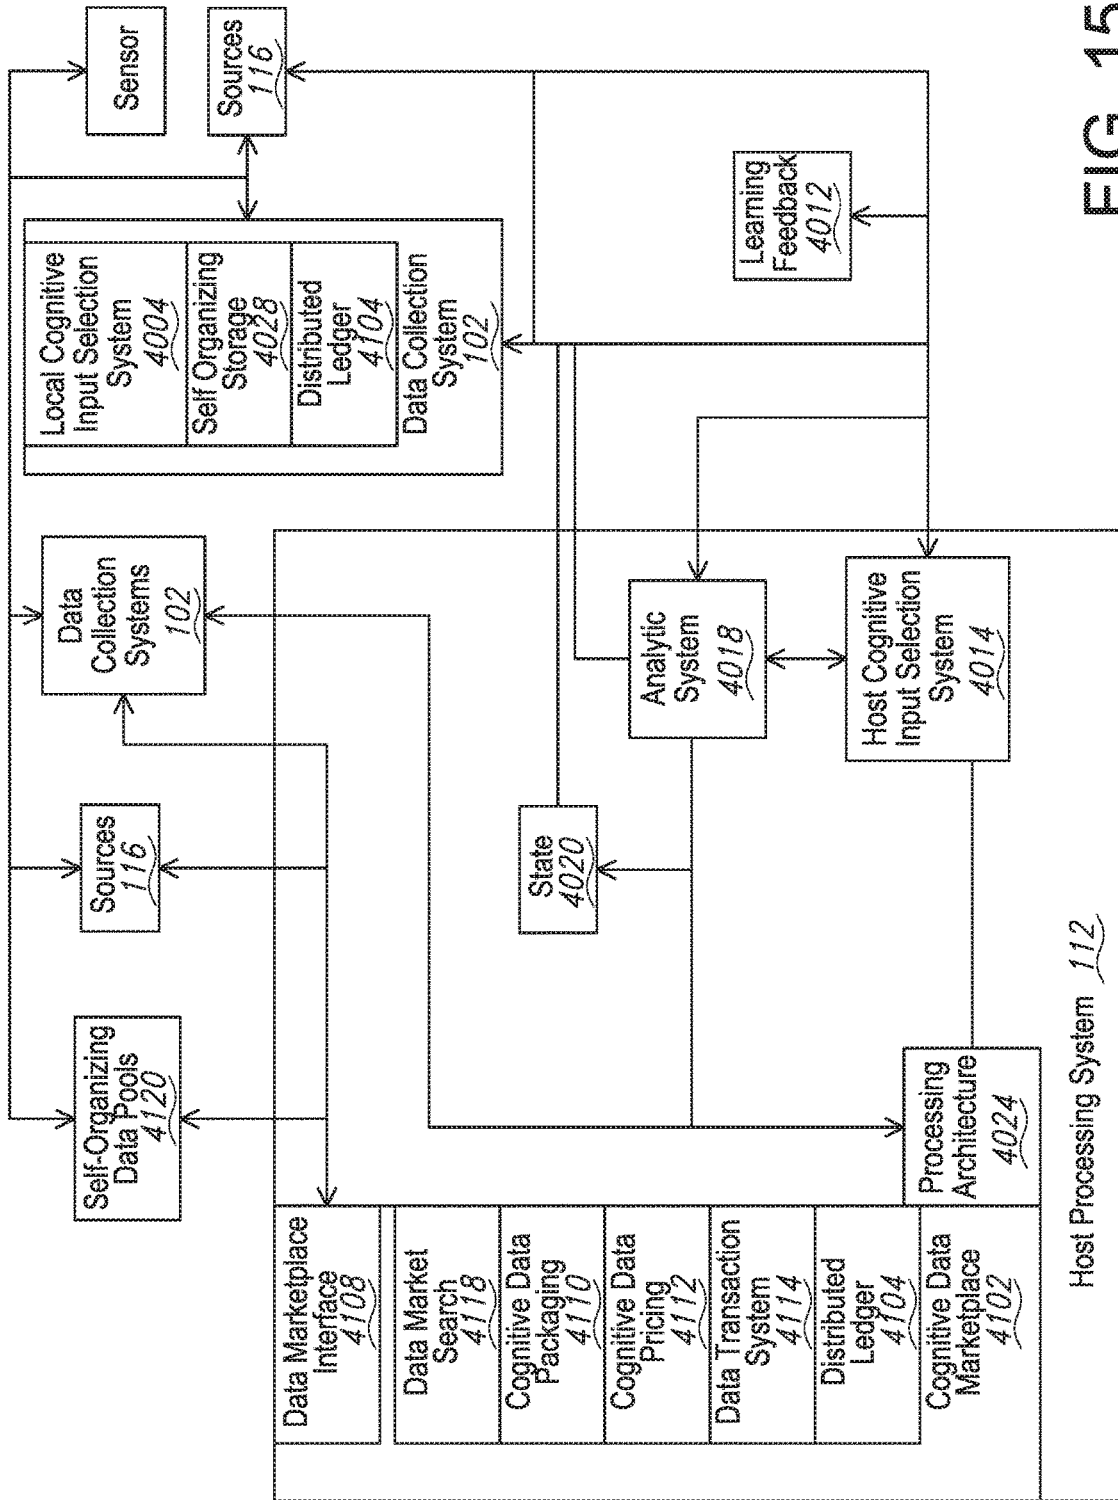 Data Marketplace
Interface
4108
Data Market
Search
4118
Cognitive Data
Packaging
4110
Cognitive Data
Pricing
4112
Data Transaction
System
4114
Distributed
Ledger
4104
Cognitive Data
Marketplace
4102
Self-Organizing
Data Pools
4120
Sources
116
Data
Collection
Systems
102
Local Cognitive
Input Selection
System
4004
Self Organizing
Storage
4028
Distributed
Ledger
4104
Data Collection
System
102
Sensor
Sources
116
State
4020
Analytic
System
4018
Learning
Feedback
4012
Processing
Architecture
4024
Host Cognitive
Input Selection
System
4014
Host Processing System 112
FIG. 15